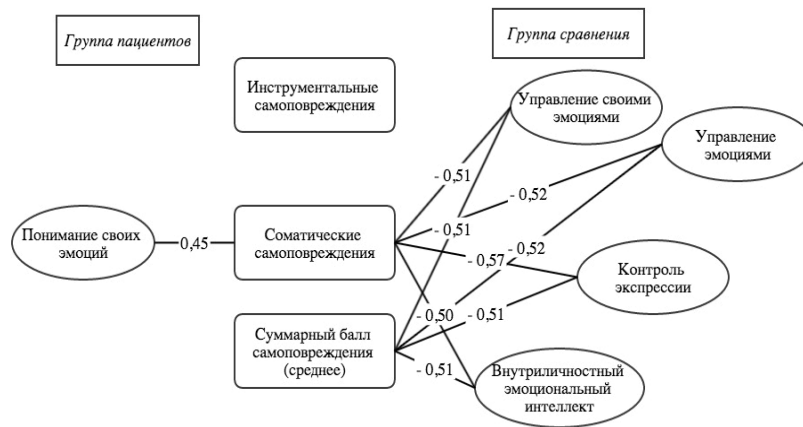 Группа пациентов
Группа сравнения
Инструментальные
самоповреждения
Управление своими
эмоциями
Управление
эмоциями
- 0,51
- 0,52
Понимание своих
эмоций
0,45
Соматические
самоповреждения
- 0,51
- 0,52
- 0,57
Контроль
экспрессии
Суммарный балл
самоповреждения
(среднее)
- 0,50
- 0,51
- 0,51
Внутриличностный
эмоциональный
интеллект